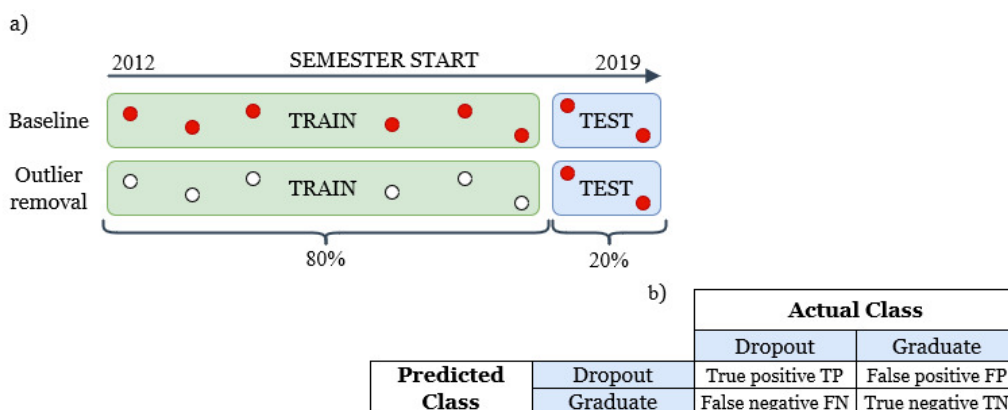 a)
2012 SEMESTER START 2019
Baseline TRAIN TEST
Outlier
removal TRAIN TEST
80% 20%
b)
Actual Class
Dropout Graduate
Predicted
Class
Dropout True positive TP False positive FP
Graduate False negative FN True negative TN